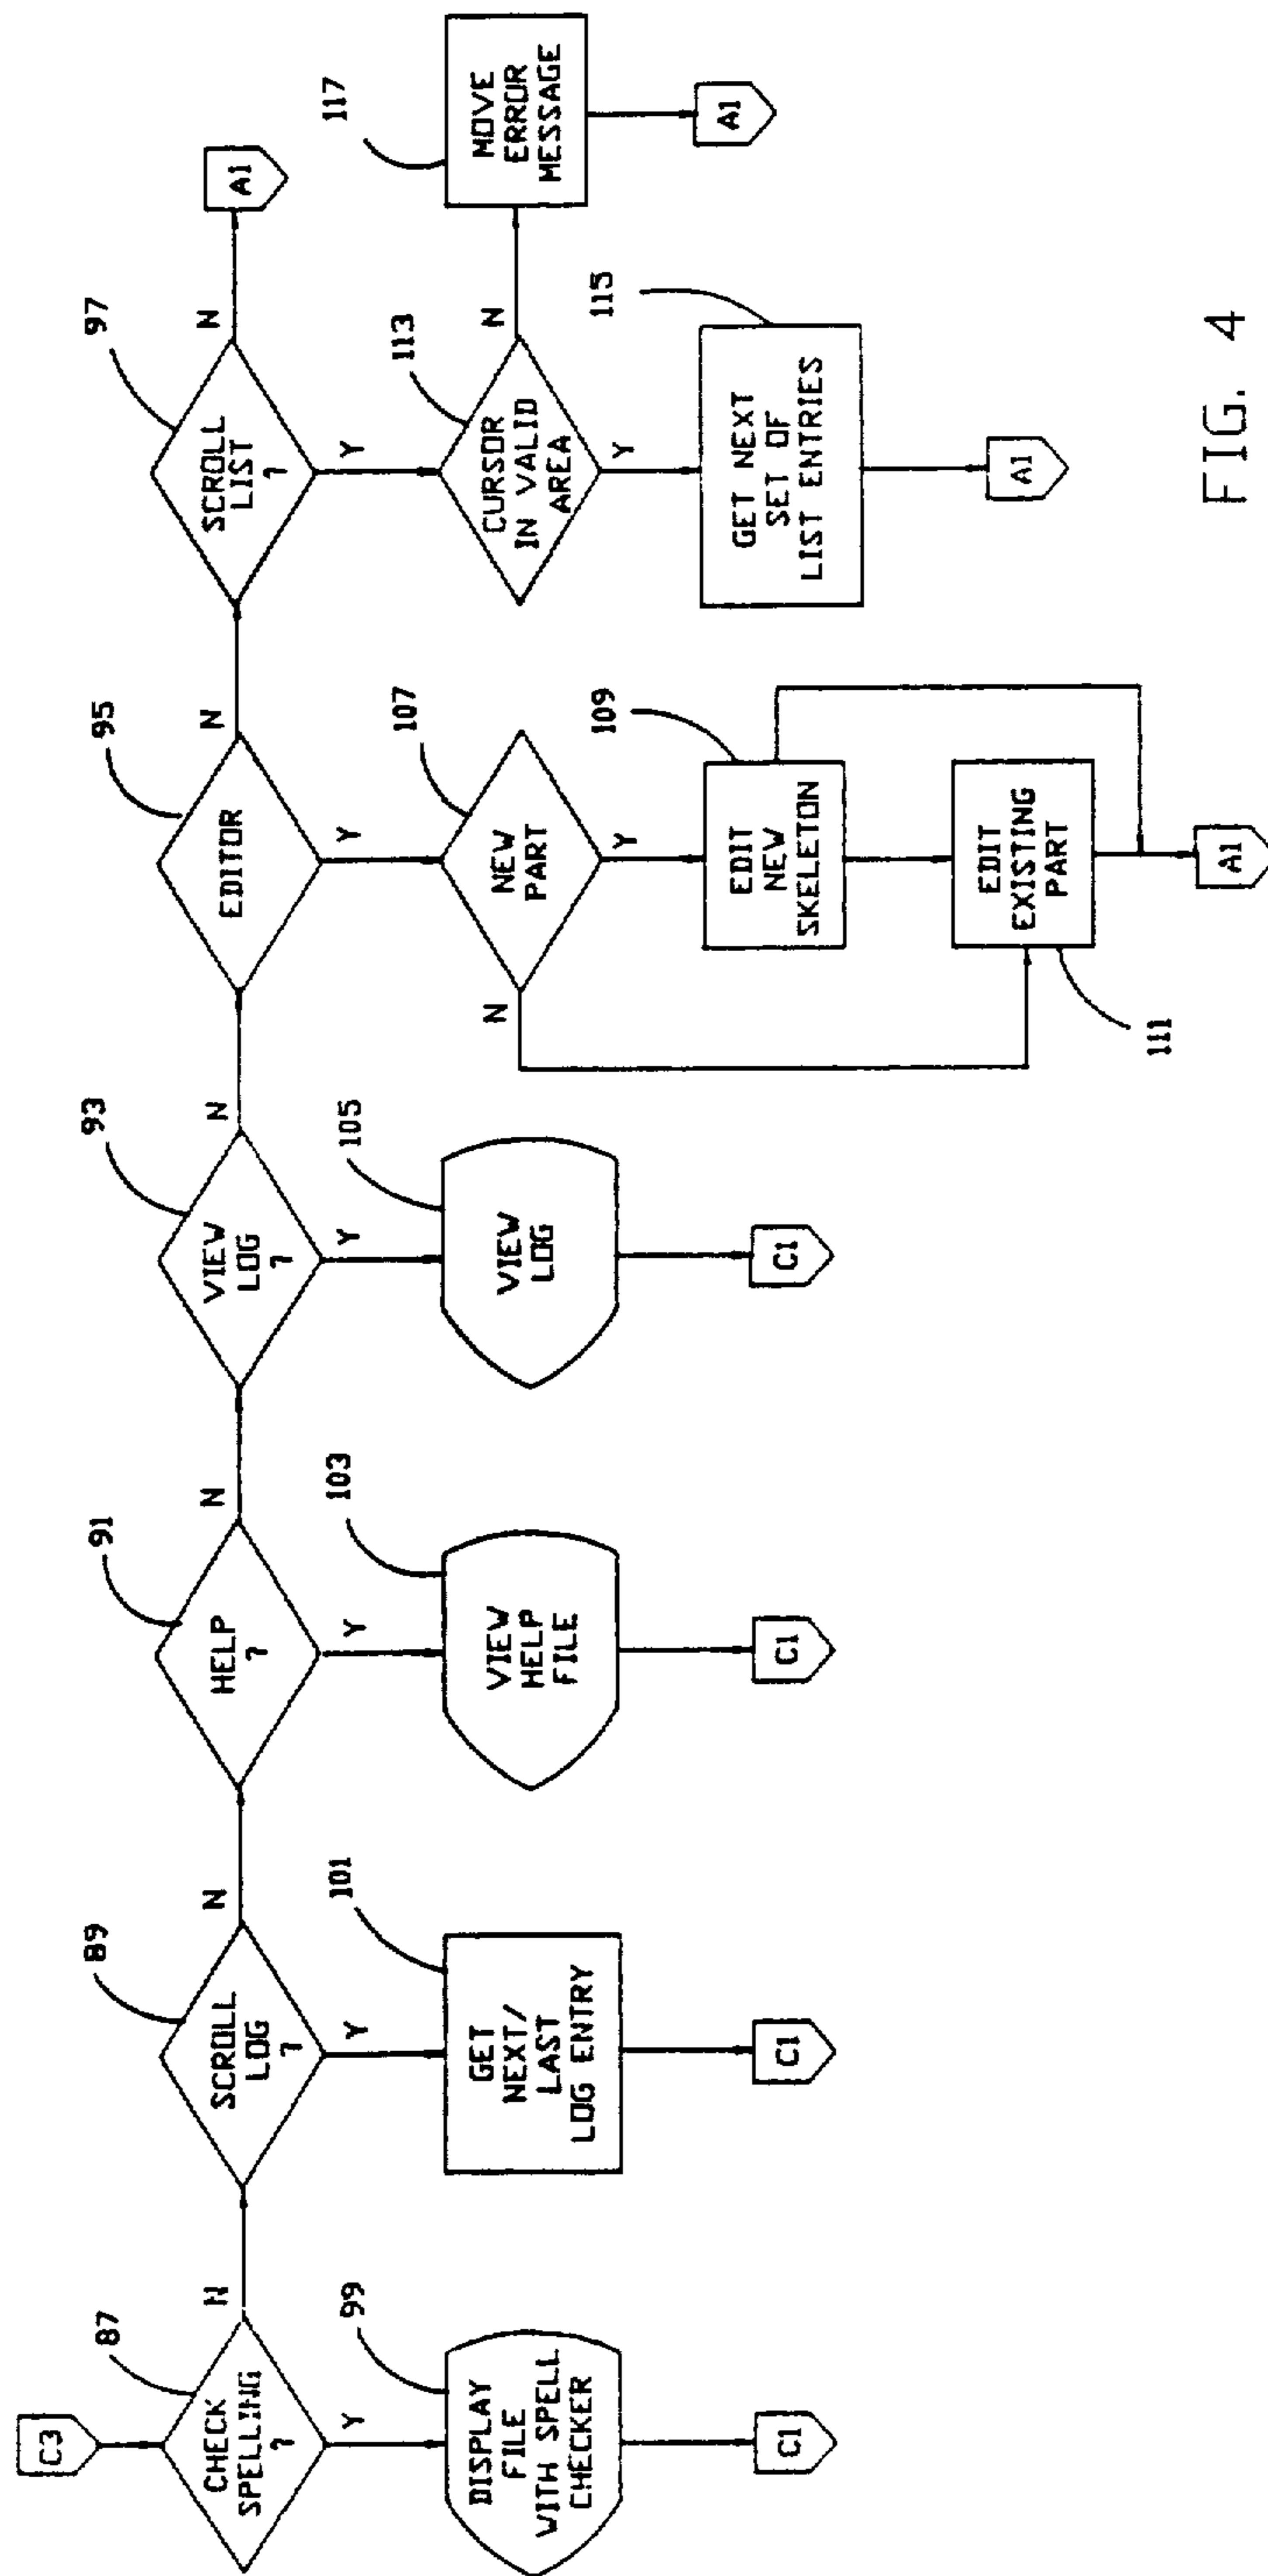 C3
87
CHECK
SPELLING
?
N
89
SCROLL
LOG
?
N
91
HELP
?
N
93
VIEW
LOG
?
N
95
EDITOR
N
97
SCROLL
LIST
?
N
A1
Y
99
DISPLAY
FILE
WITH SPELL
CHECKER
C1
Y
101
GET
NEXT/
LAST
LOG ENTRY
C1
Y
103
VIEW
HELP
FILE
C1
Y
105
VIEW
LOG
C1
Y
107
NEW
PART
N
Y
109
EDIT
NEW
SKELETON
EDIT
EXISTING
PART
111
A1
Y
113
CURSOR
IN VALID
AREA
N
117
MOVE
ERROR
MESSAGE
A1
Y
115
GET NEXT
SET OF
LIST ENTRIES
A1
FIG. 4